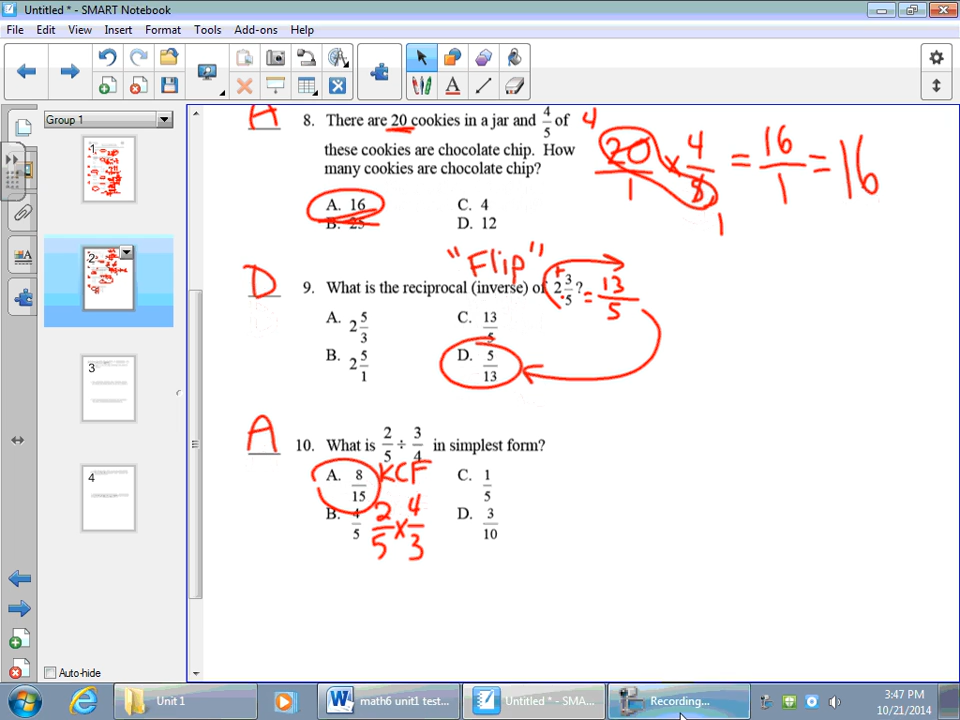 Untitled * - SMART Notebook
File Edit View Insert Format Tools Add-ons Help
Group 1
1
2
3
4
Auto-hide
A 8. There are 20 cookies in a jar and 4/5 of
these cookies are chocolate chip. How
many cookies are chocolate chip?
A. 16 C. 4
B. 25 D. 12
4
20/1 x 4/5 = 16/1 = 16
1
"Flip"
D 9. What is the reciprocal (inverse) of 2 3/5? = 13/5
+
A. 2 5/3 C. 13/5
B. 2 5/1 D. 5/13
A 10. What is 2/5 ÷ 3/4 in simplest form?
KCF
A. 8/15 C. 1/5
B. 4/5 D. 3/10
2/5 x 4/3
Unit 1 math6 unit1 test... Untitled * - SMA... Recording...
3:47 PM
10/21/2014